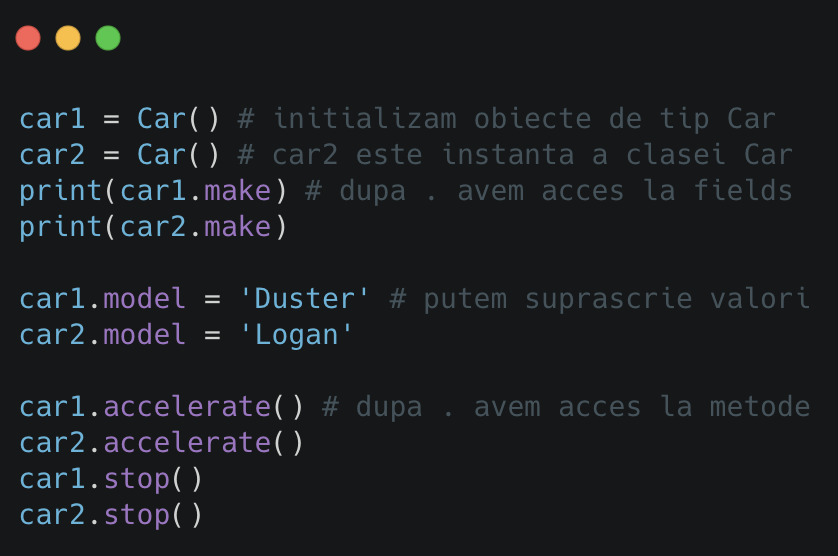 car1 = Car() # initializam obiecte de tip Car
car2 = Car() # car2 este instanta a clasei Car
print(car1.make) # dupa . avem acces la fields
print(car2.make)
car1.model = 'Duster' # putem suprascrie valori
car2.model = 'Logan'
car1.accelerate() # dupa . avem acces la metode
car2.accelerate()
car1.stop()
car2.stop()